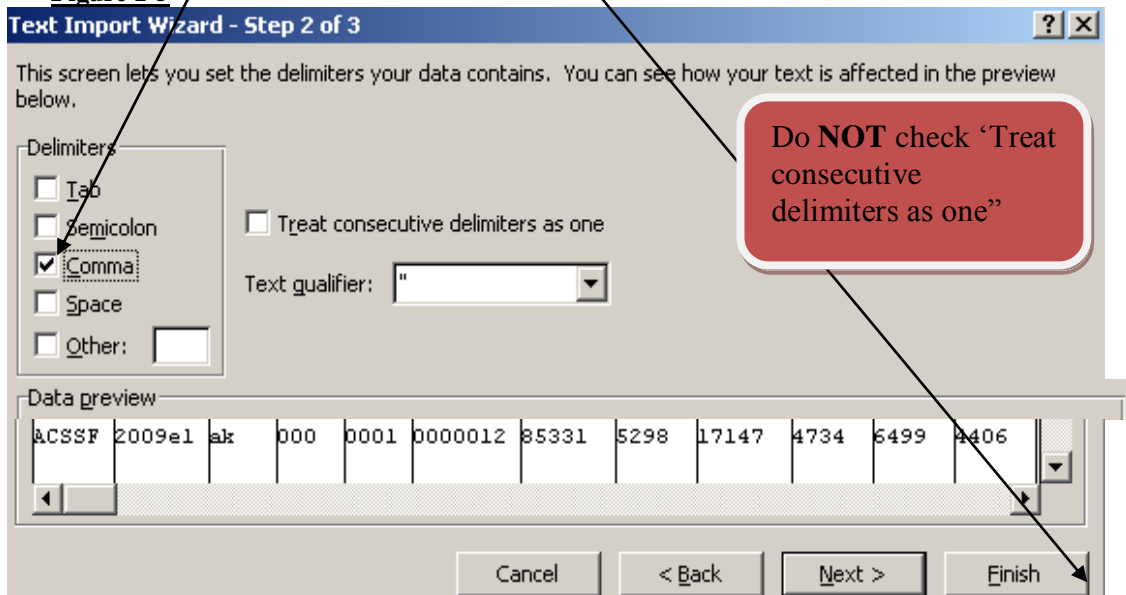 Text Import Wizard - Step 2 of 3
This screen lets you set the delimiters your data contains. You can see how your text is affected in the preview
below.
Do NOT check ‘Treat
consecutive
delimiters as one”
Delimiters
Tab
Semicolon
Comma
Space
Other:
Treat consecutive delimiters as one
Text qualifier: "
Data preview
ACSSF 2009e1 ak 000 0001 0000012 85331 5298 17147 4734 6499 4406
Cancel < Back Next > Finish